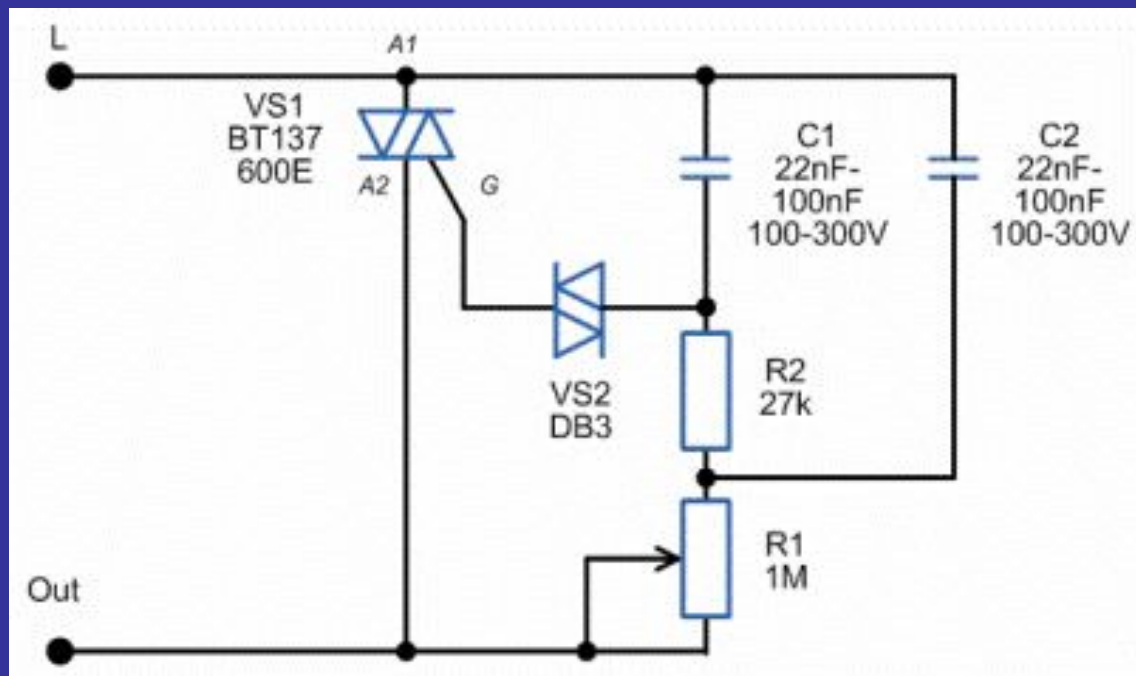 L
A1
VS1
BT137
600E
A2
G
C1
22nF-
100nF
100-300V
C2
22nF-
100nF
100-300V
VS2
DB3
R2
27k
R1
1M
Out